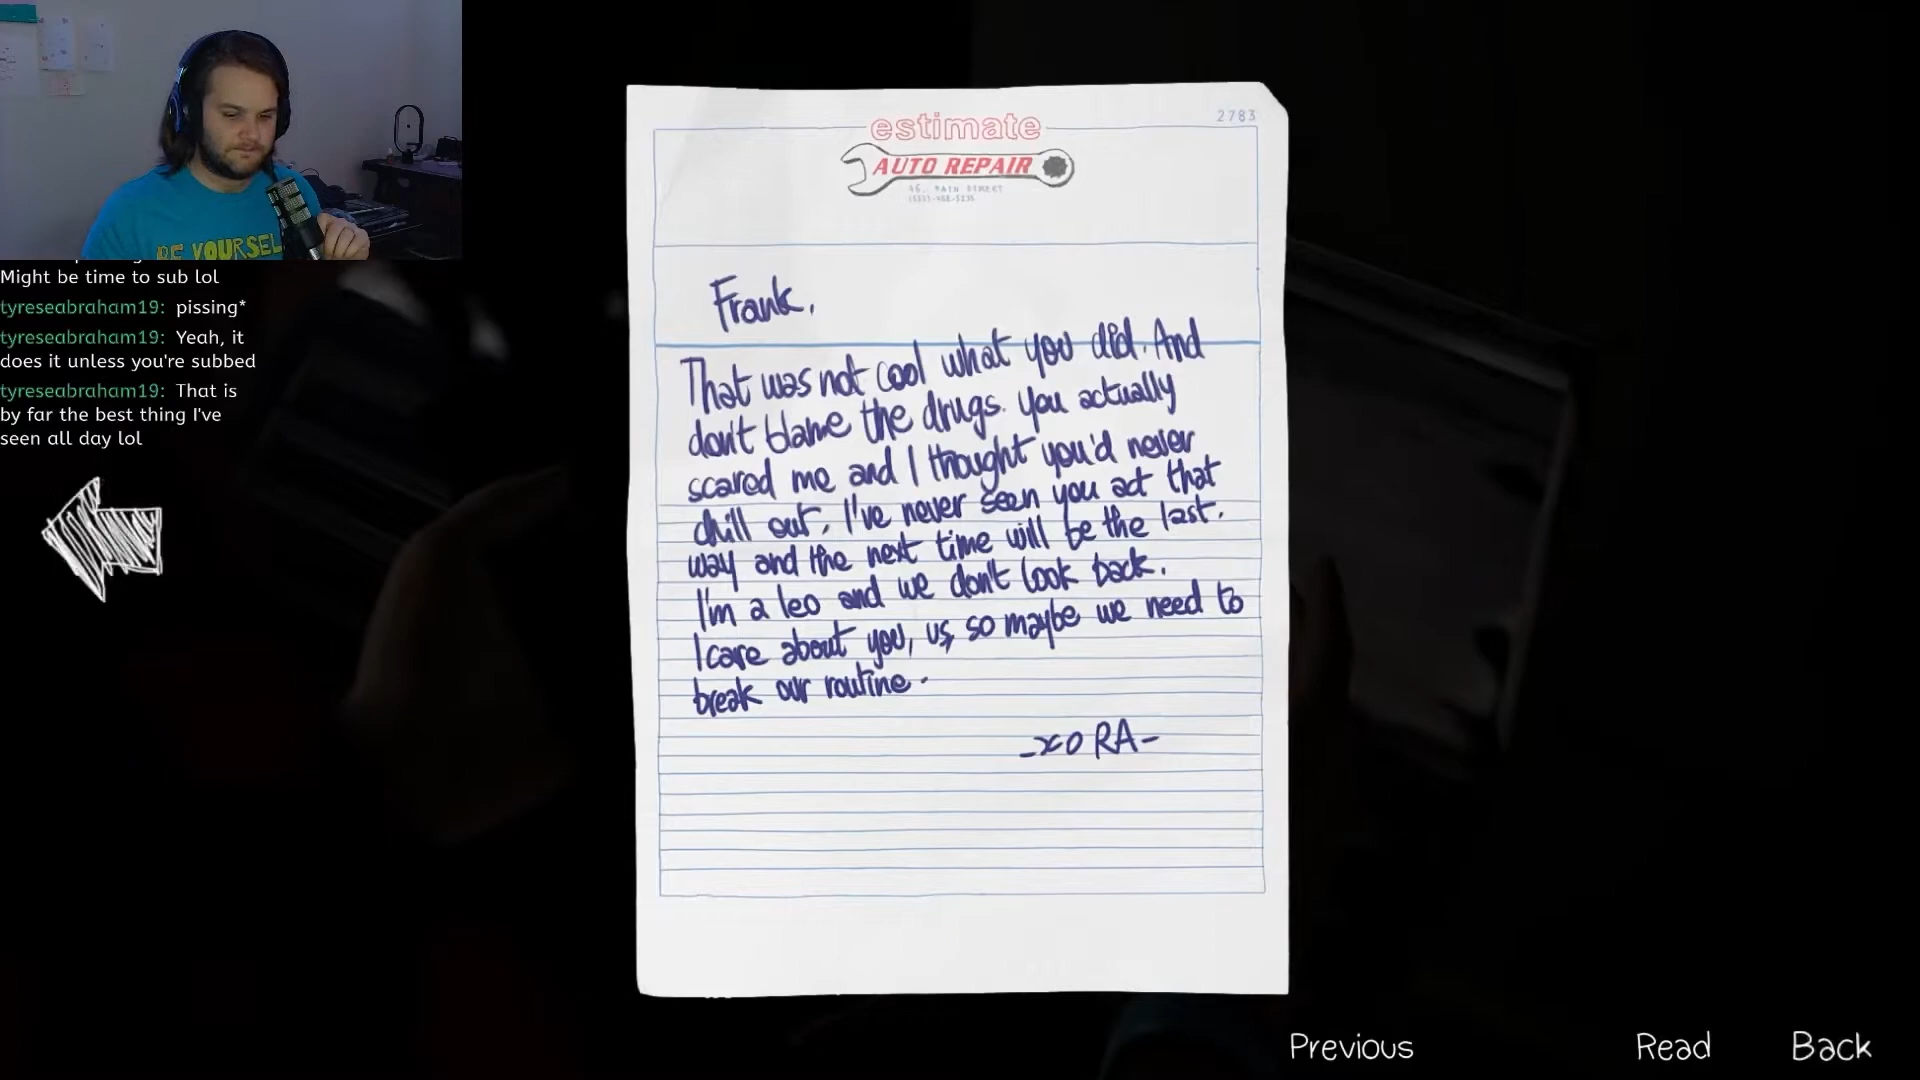 BE YOURSEL
Might be time to sub lol
tyreseabraham19: pissing*
tyreseabraham19: Yeah, it
does it unless you're subbed
tyreseabraham19: That is
by far the best thing I've
seen all day lol
2783
estimate
AUTO REPAIR
Frank,
That was not cool what you did. And
don't blame the drugs. You actually
scared me and I thought you'd never
chill out. I've never seen you act that
way and the next time will be the last.
I'm a leo and we don't look back.
I care about you, us, so maybe we need to
break our routine.
-xo RA-
Previous
Read
Back